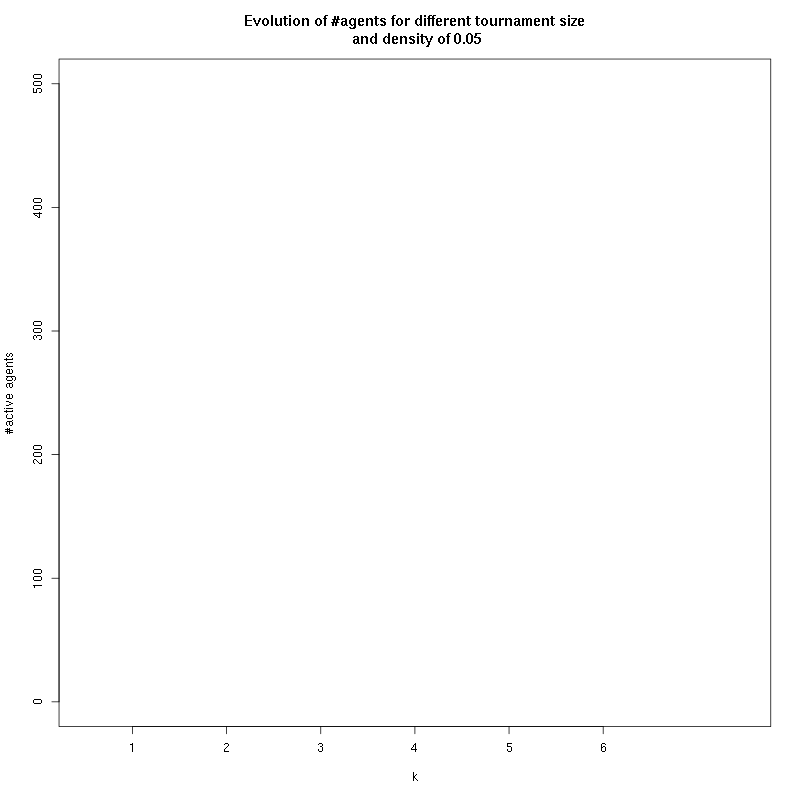 Evolution of #agents for different tournament size
and density of 0.05
500
400
300
200
100
0
#active agents
1 2 3 4 5 6
k